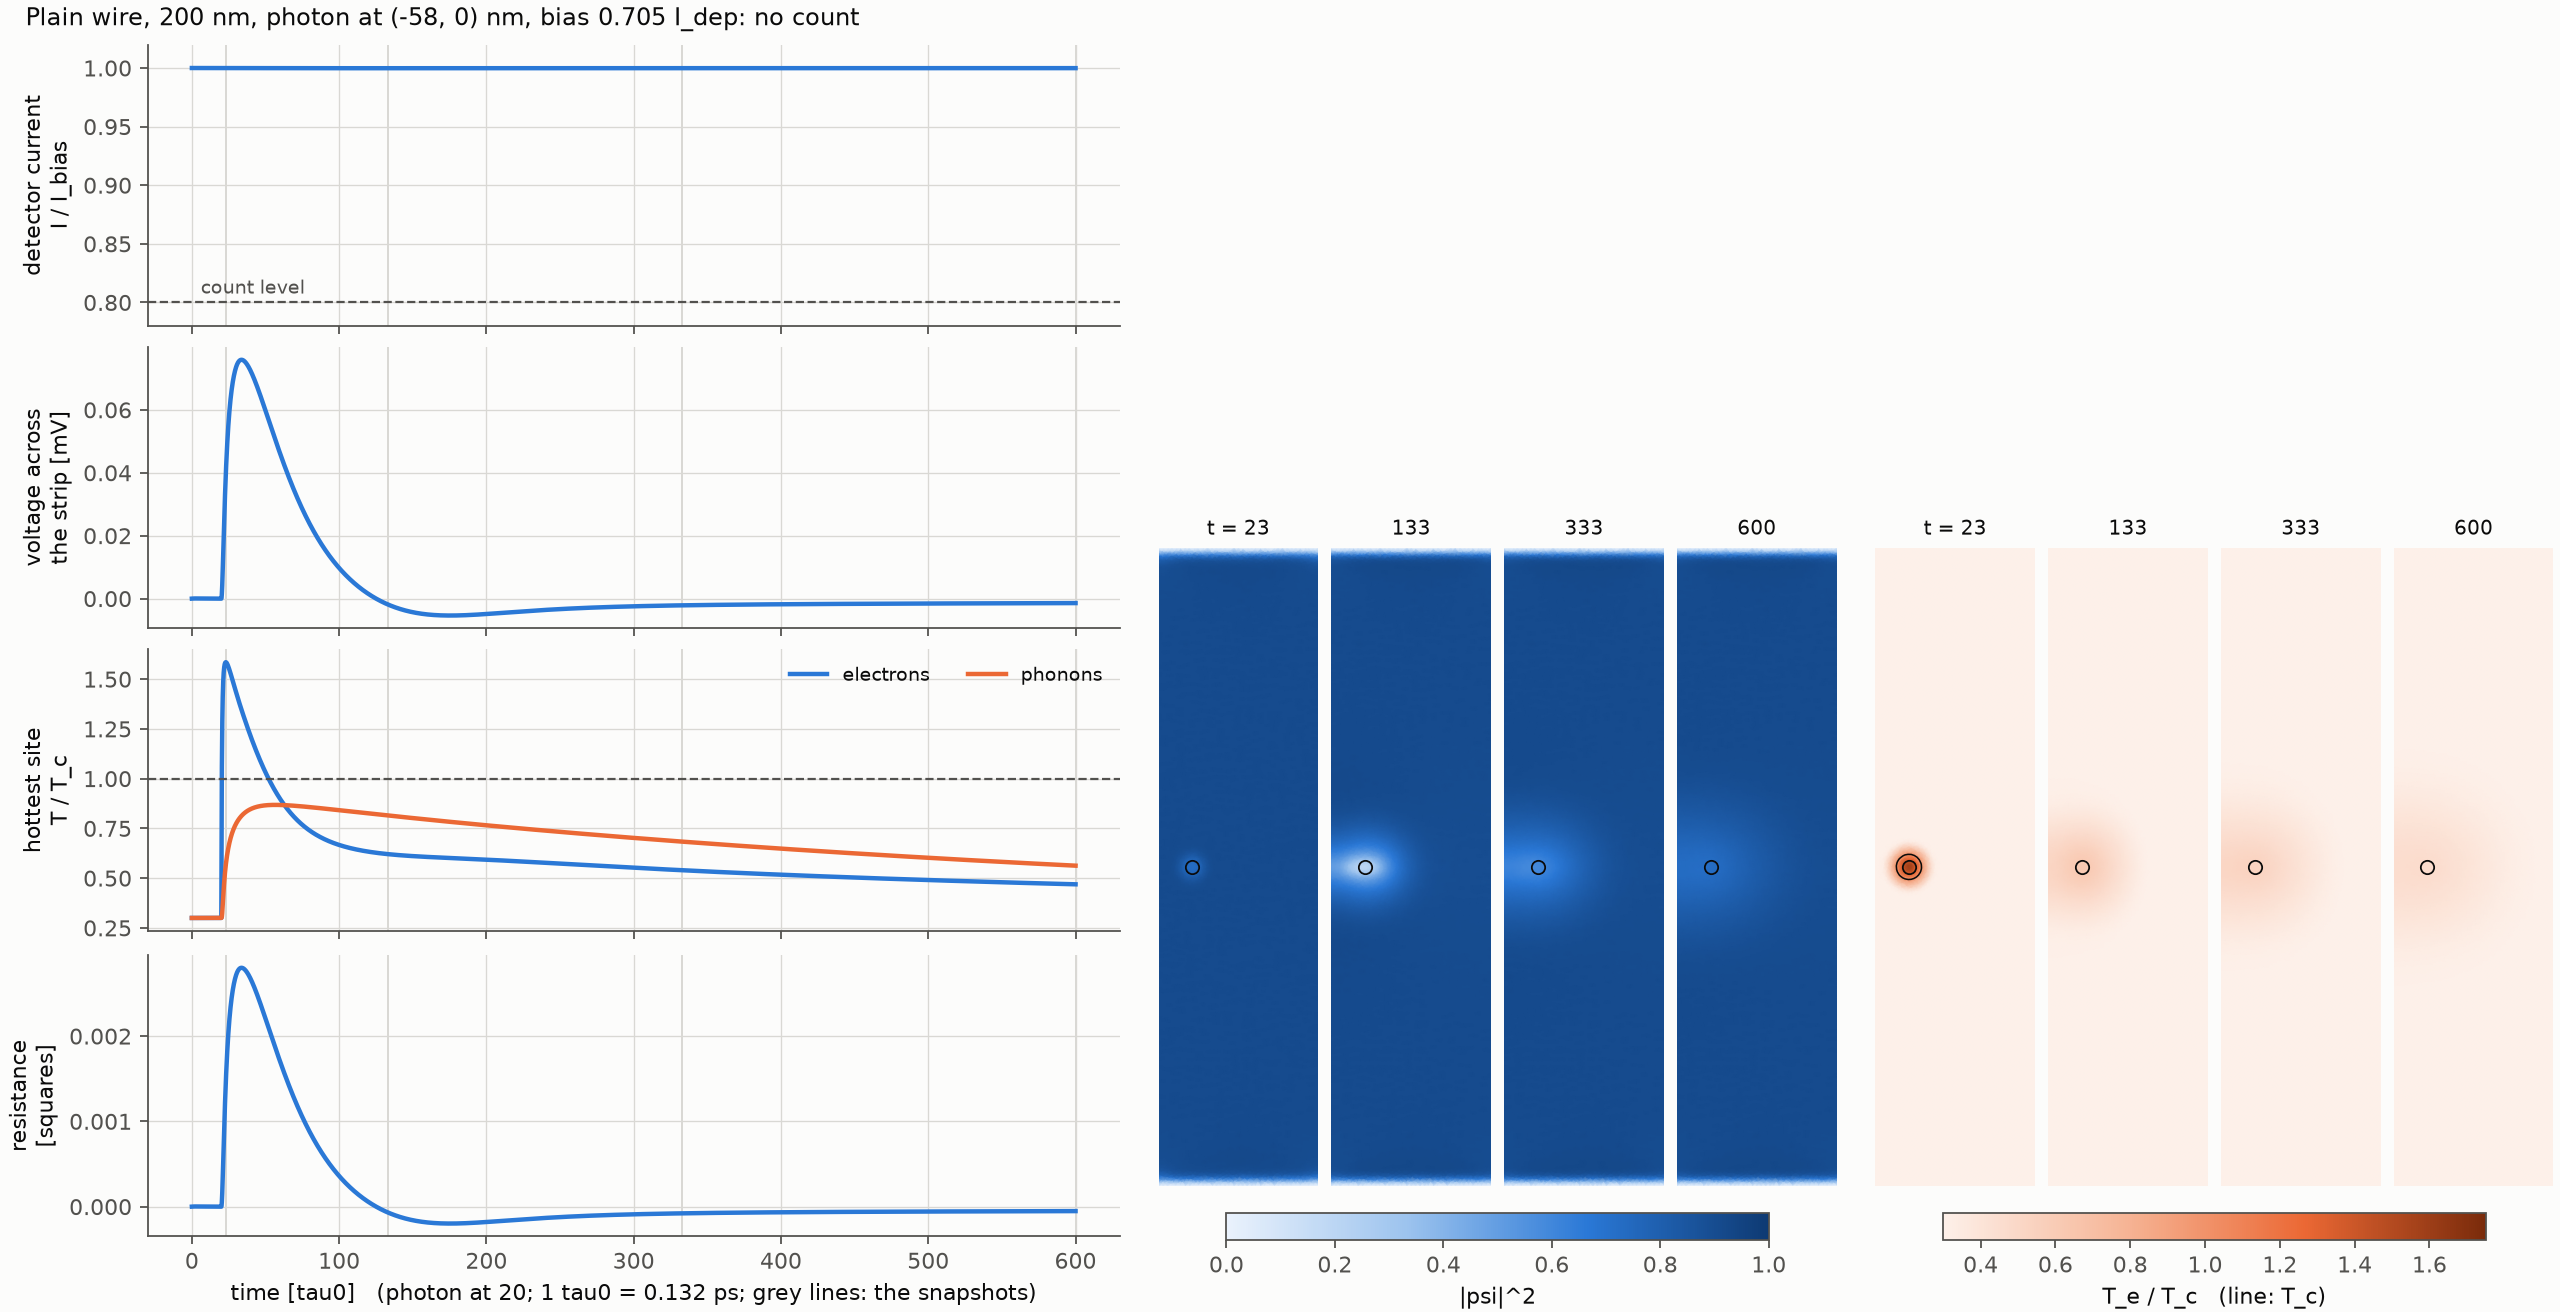 Plain wire, 200 nm, photon at (-58, 0) nm, bias 0.705 I_dep: no count
detector current
I / I_bias
1.00
0.95
0.90
0.85
0.80
count level
voltage across
the strip [mV]
0.06
0.04
0.02
0.00
hottest site
T / T_c
1.50
1.25
1.00
0.75
0.50
0.25
electrons
phonons
resistance
[squares]
0.002
0.001
0.000
0 100 200 300 400 500 600
time [tau0]   (photon at 20; 1 tau0 = 0.132 ps; grey lines: the snapshots)
t = 23 133 333 600
0.0 0.2 0.4 0.6 0.8 1.0
|psi|^2
t = 23 133 333 600
0.4 0.6 0.8 1.0 1.2 1.4 1.6
T_e / T_c   (line: T_c)